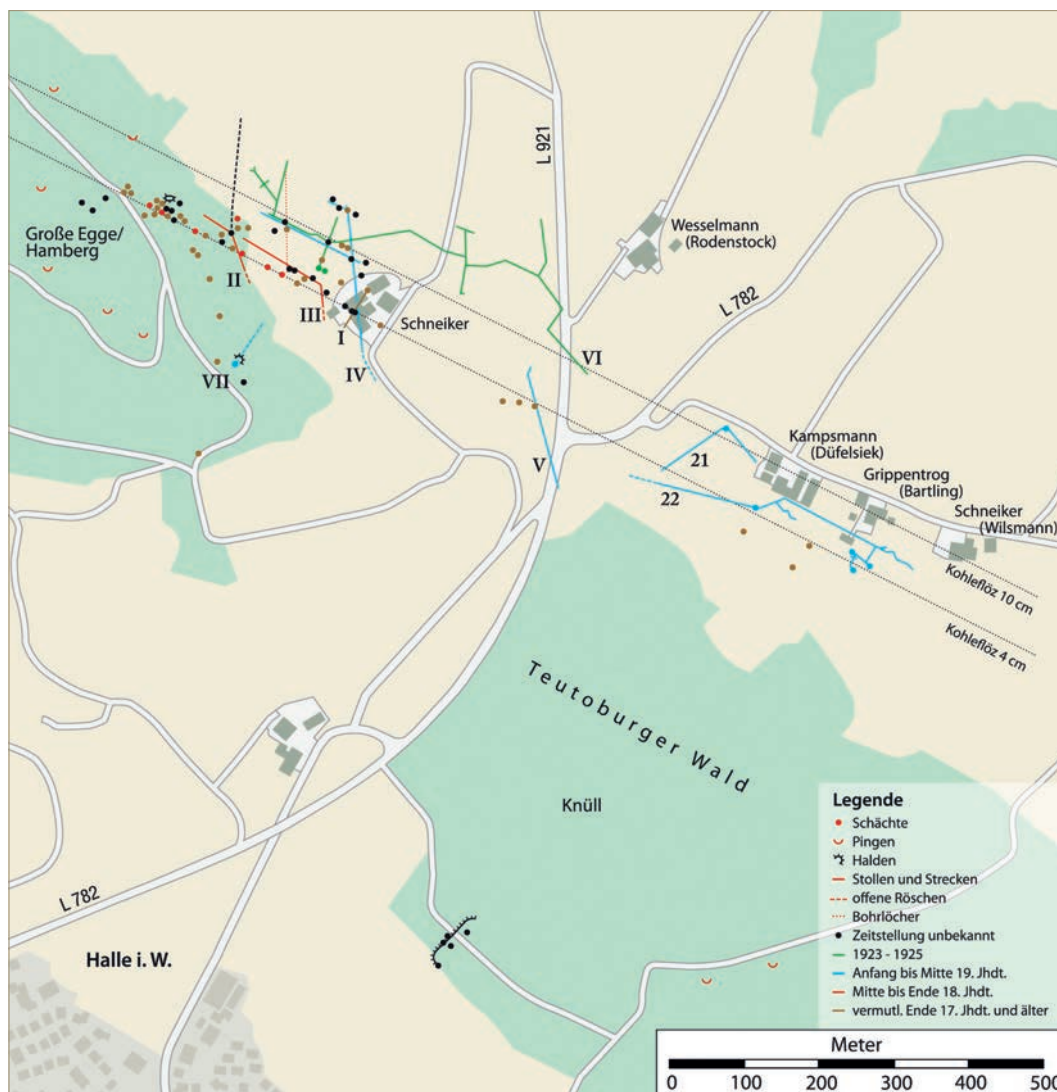 L 921
Wesselmann
(Rodenstock)
Große Egge/
Hamberg
II
L 782
III
Schneiker
I
VI
IV
VII
Kampsmann
(Düfelsiek)
V
21
Grippentrog
(Bartling)
22
Schneiker
(Wilsmann)
Kohleflöz 10 cm
Kohleflöz 4 cm
Teutoburger Wald
Knüll
L 782
Halle i. W.
Legende
Schächte
Pingen
Halden
Stollen und Strecken
offene Röschen
Bohrlöcher
Zeitstellung unbekannt
1923 - 1925
Anfang bis Mitte 19. Jhdt.
Mitte bis Ende 18. Jhdt.
vermutl. Ende 17. Jhdt. und älter
Meter
0 100 200 300 400 500